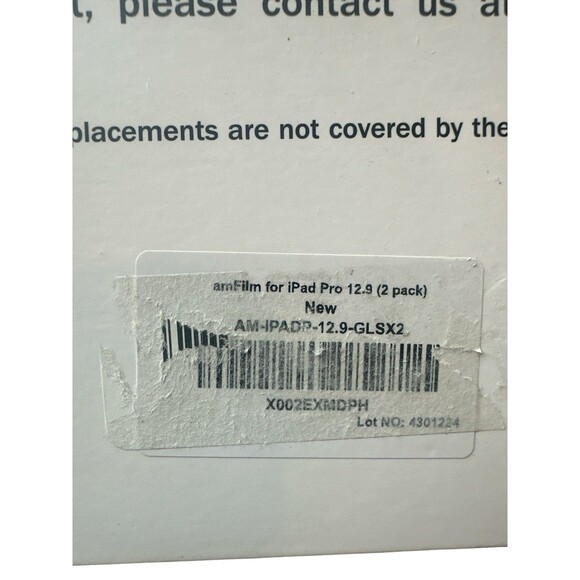 t, please contact us at
placements are not covered by the
amFilm for iPad Pro 12.9 (2 pack)
New
AM-IPADP-12.9-GLSX2
X002EXMDPH
Lot NO: 4301224